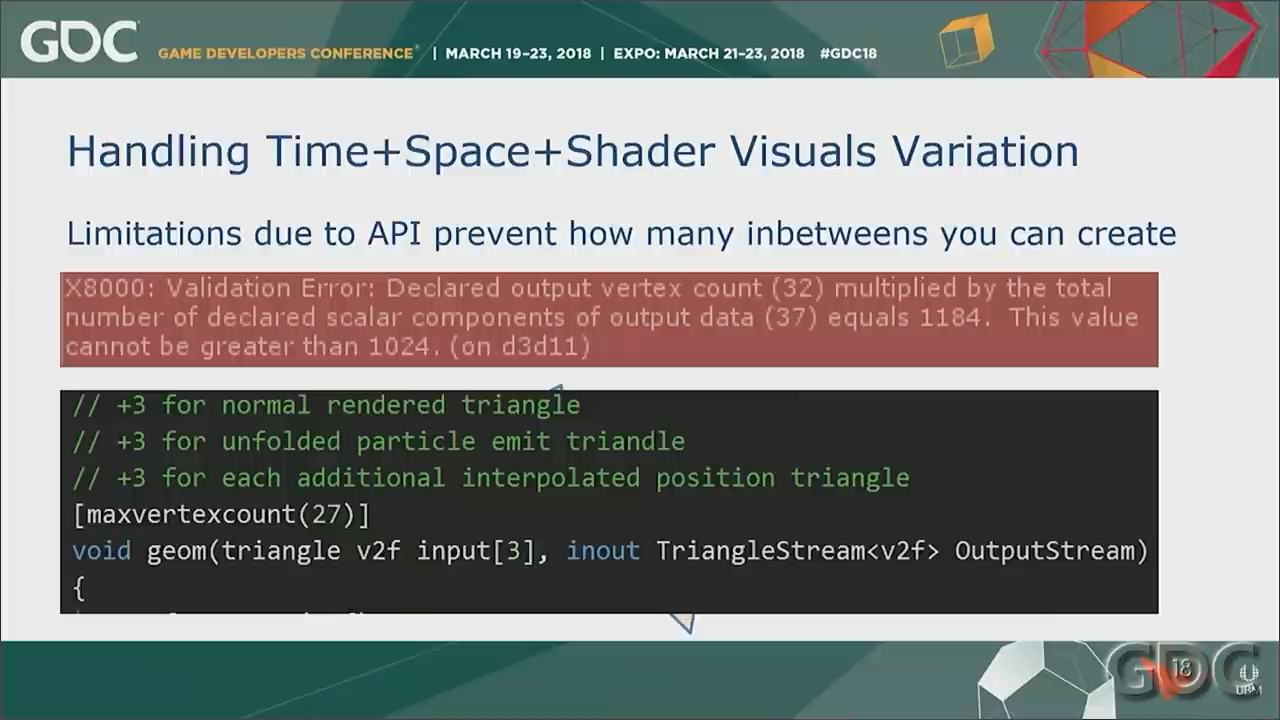 GDC GAME DEVELOPERS CONFERENCE | MARCH 19-23, 2018 | EXPO: MARCH 21-23, 2018 #GDC18
Handling Time+Space+Shader Visuals Variation
Limitations due to API prevent how many inbetweens you can create
X8000: Validation Error: Declared output vertex count (32) multiplied by the total
number of declared scalar components of output data (37) equals 1184. This value
cannot be greater than 1024. (on d3d11)
// +3 for normal rendered triangle
// +3 for unfolded particle emit triandle
// +3 for each additional interpolated position triangle
[maxvertexcount(27)]
void geom(triangle v2f input[3], inout TriangleStream<v2f> OutputStream)
{
GDC 18 UBM